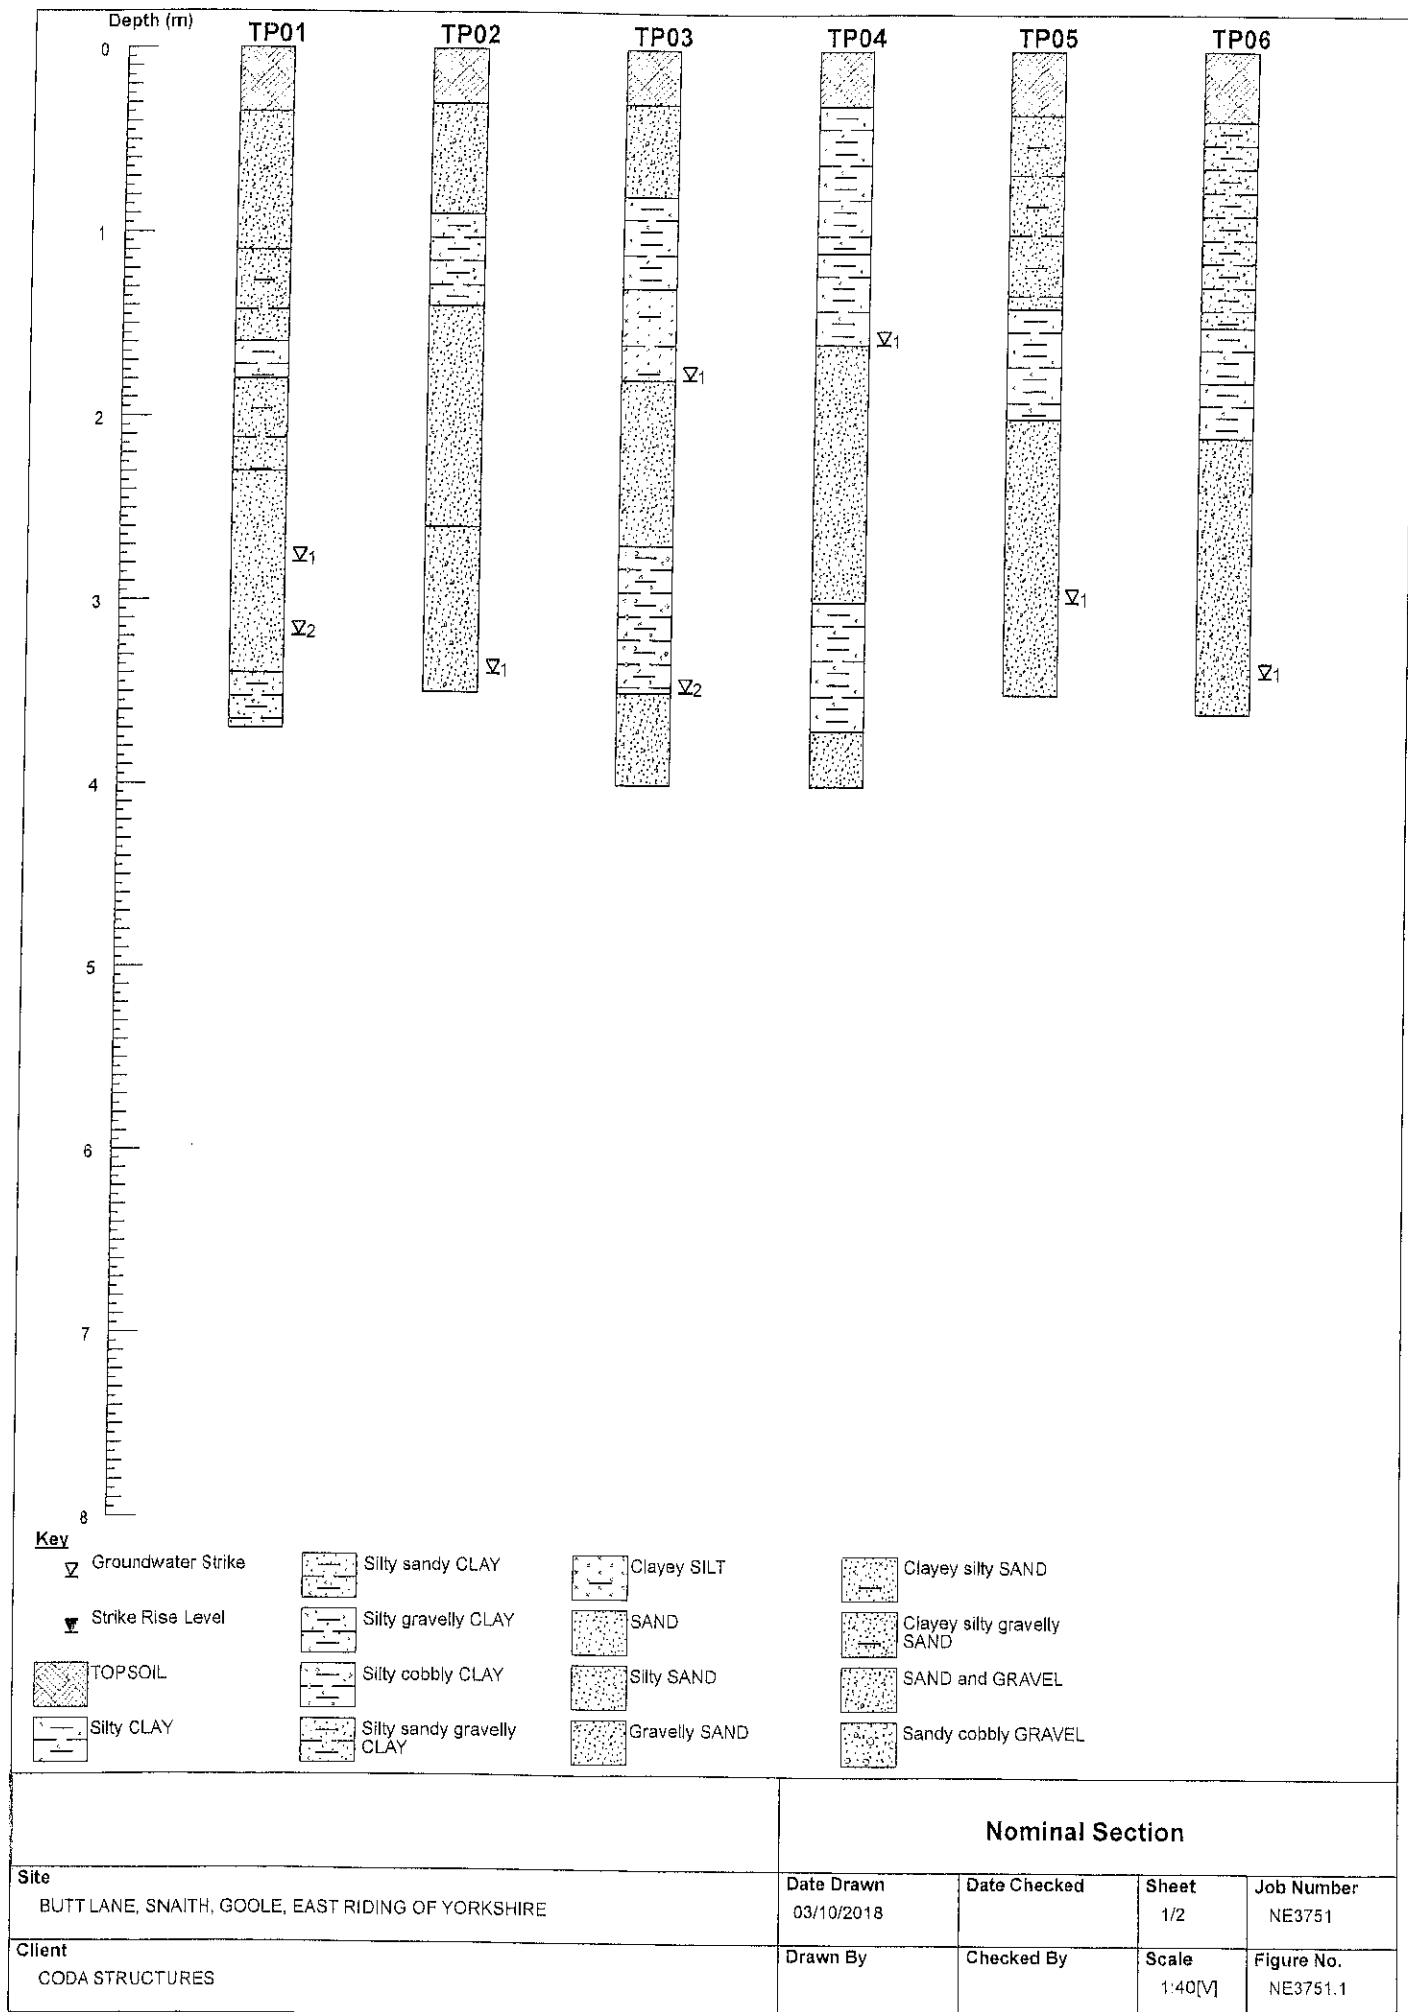 Depth (m)
TP01 TP02 TP03 TP04 TP05 TP06
0
1
1
1
2
1
3
1
2
1
2
1
4
5
6
7
8
Key
Groundwater Strike
Silty sandy CLAY
Clayey SILT
Clayey silty SAND
Strike Rise Level
Silty gravelly CLAY
SAND
Clayey silty gravelly
SAND
TOPSOIL
Silty cobbly CLAY
Silty SAND
SAND and GRAVEL
Silty CLAY
Silty sandy gravelly
CLAY
Gravelly SAND
Sandy cobbly GRAVEL
Nominal Section
Site
BUTT LANE, SNAITH, GOOLE, EAST RIDING OF YORKSHIRE
Date Drawn
03/10/2018
Date Checked
Sheet
1/2
Job Number
NE3751
Client
CODA STRUCTURES
Drawn By
Checked By
Scale
1:40[V]
Figure No.
NE3751.1